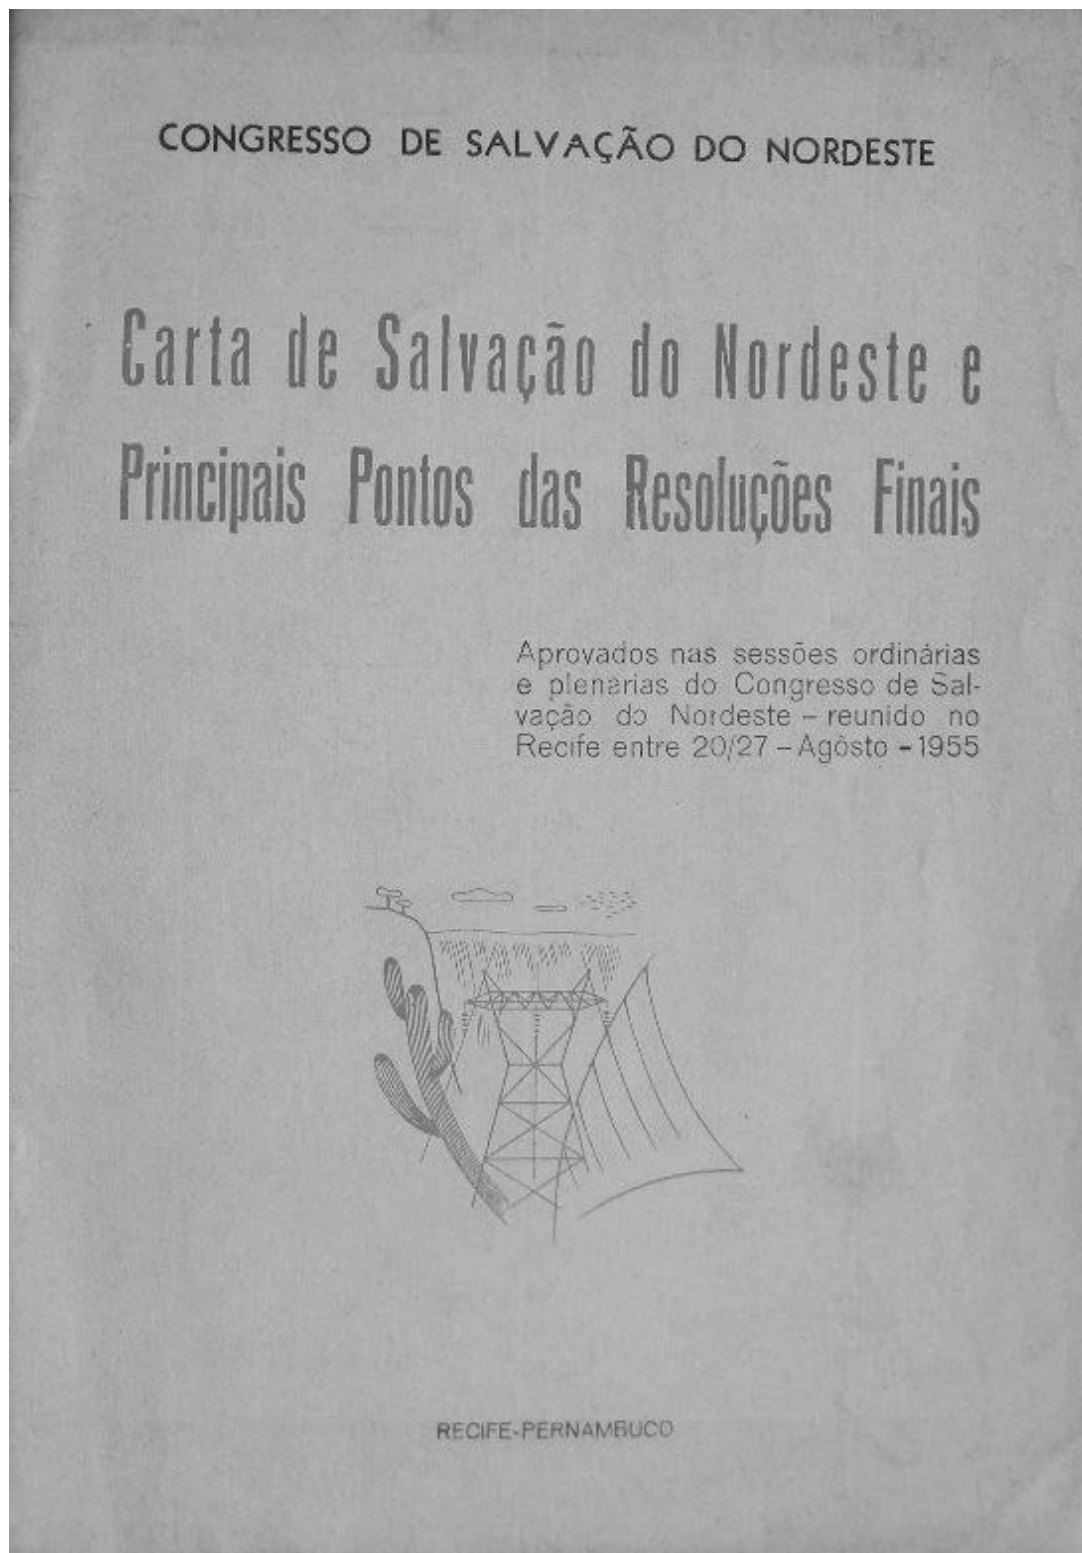 CONGRESSO DE SALVAÇÃO DO NORDESTE
Carta de Salvação do Nordeste e
Principais Pontos das Resoluções Finais
Aprovados nas sessões ordinárias
e plenárias do Congresso de Sal-
vação do Nordeste – reunido no
Recife entre 20/27 – Agôsto – 1955
RECIFE-PERNAMBUCO